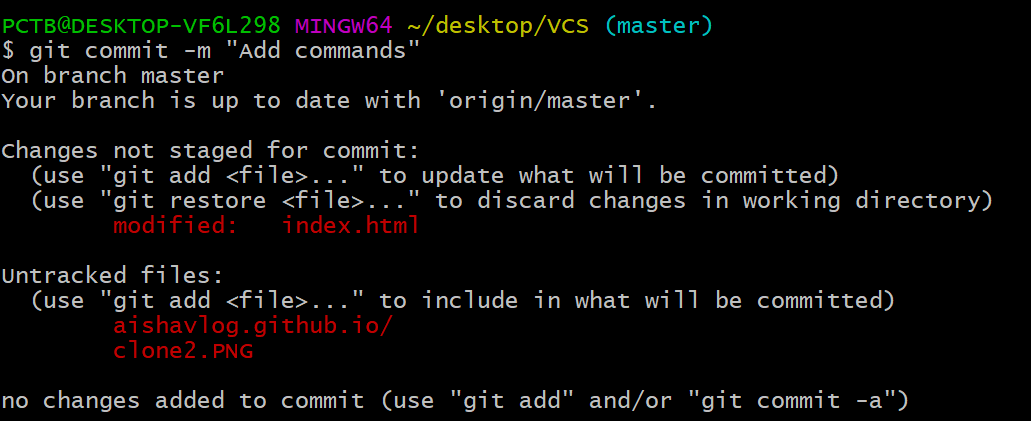 PCTB@DESKTOP-VF6L298 MINGW64 ~/desktop/VCS (master)
$ git commit -m "Add commands"
On branch master
Your branch is up to date with 'origin/master'.
Changes not staged for commit:
(use "git add <file>..." to update what will be committed)
(use "git restore <file>..." to discard changes in working directory)
modified:   index.html
Untracked files:
(use "git add <file>..." to include in what will be committed)
aishavlog.github.io/
clone2.PNG
no changes added to commit (use "git add" and/or "git commit -a")